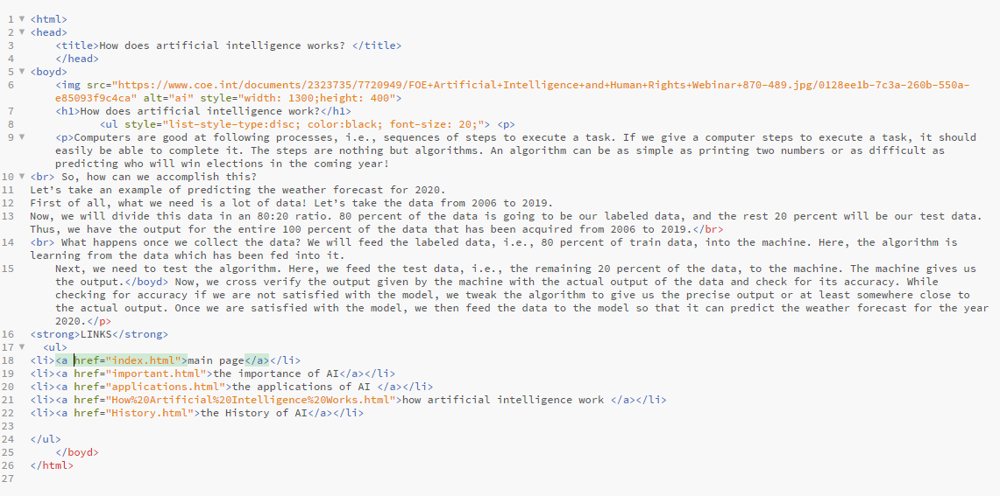 1 <html>
2 <head>
3 <title>How does artificial intelligence works? </title>
4 </head>
5 <boyd>
6 <img src="https://www.coe.int/documents/2323735/7720949/FOE+Artificial+Intelligence+and+Human+Rights+Webinar+870-489.jpg/0128ee1b-7c3a-260b-550a-
e85093f9c4ca" alt="ai" style="width: 1300;height: 400">
7 <h1>How does artificial intelligence work?</h1>
8 <ul style="list-style-type:disc; color:black; font-size: 20;"> <p>
9 <p>Computers are good at following processes, i.e., sequences of steps to execute a task. If we give a computer steps to execute a task, it should
easily be able to complete it. The steps are nothing but algorithms. An algorithm can be as simple as printing two numbers or as difficult as
predicting who will win elections in the coming year!
10 <br> So, how can we accomplish this?
11 Let's take an example of predicting the weather forecast for 2020.
12 First of all, what we need is a lot of data! Let's take the data from 2006 to 2019.
13 Now, we will divide this data in an 80:20 ratio. 80 percent of the data is going to be our labeled data, and the rest 20 percent will be our test data.
Thus, we have the output for the entire 100 percent of the data that has been acquired from 2006 to 2019.</br>
14 <br> What happens once we collect the data? We will feed the labeled data, i.e., 80 percent of train data, into the machine. Here, the algorithm is
learning from the data which has been fed into it.
15 Next, we need to test the algorithm. Here, we feed the test data, i.e., the remaining 20 percent of the data, to the machine. The machine gives us
the output.</boyd> Now, we cross verify the output given by the machine with the actual output of the data and check for its accuracy. While
checking for accuracy if we are not satisfied with the model, we tweak the algorithm to give us the precise output or at least somewhere close to
the actual output. Once we are satisfied with the model, we then feed the data to the model so that it can predict the weather forecast for the year
2020.</p>
16 <strong>LINKS</strong>
17 <ul>
18 <li><a href="index.html">main page</a></li>
19 <li><a href="important.html">the importance of AI</a></li>
20 <li><a href="applications.html">the applications of AI </a></li>
21 <li><a href="How%20Artificial%20Intelligence%20Works.html">how artificial intelligence work </a></li>
22 <li><a href="History.html">the History of AI</a></li>
23
24 </ul>
25 </boyd>
26 </html>
27